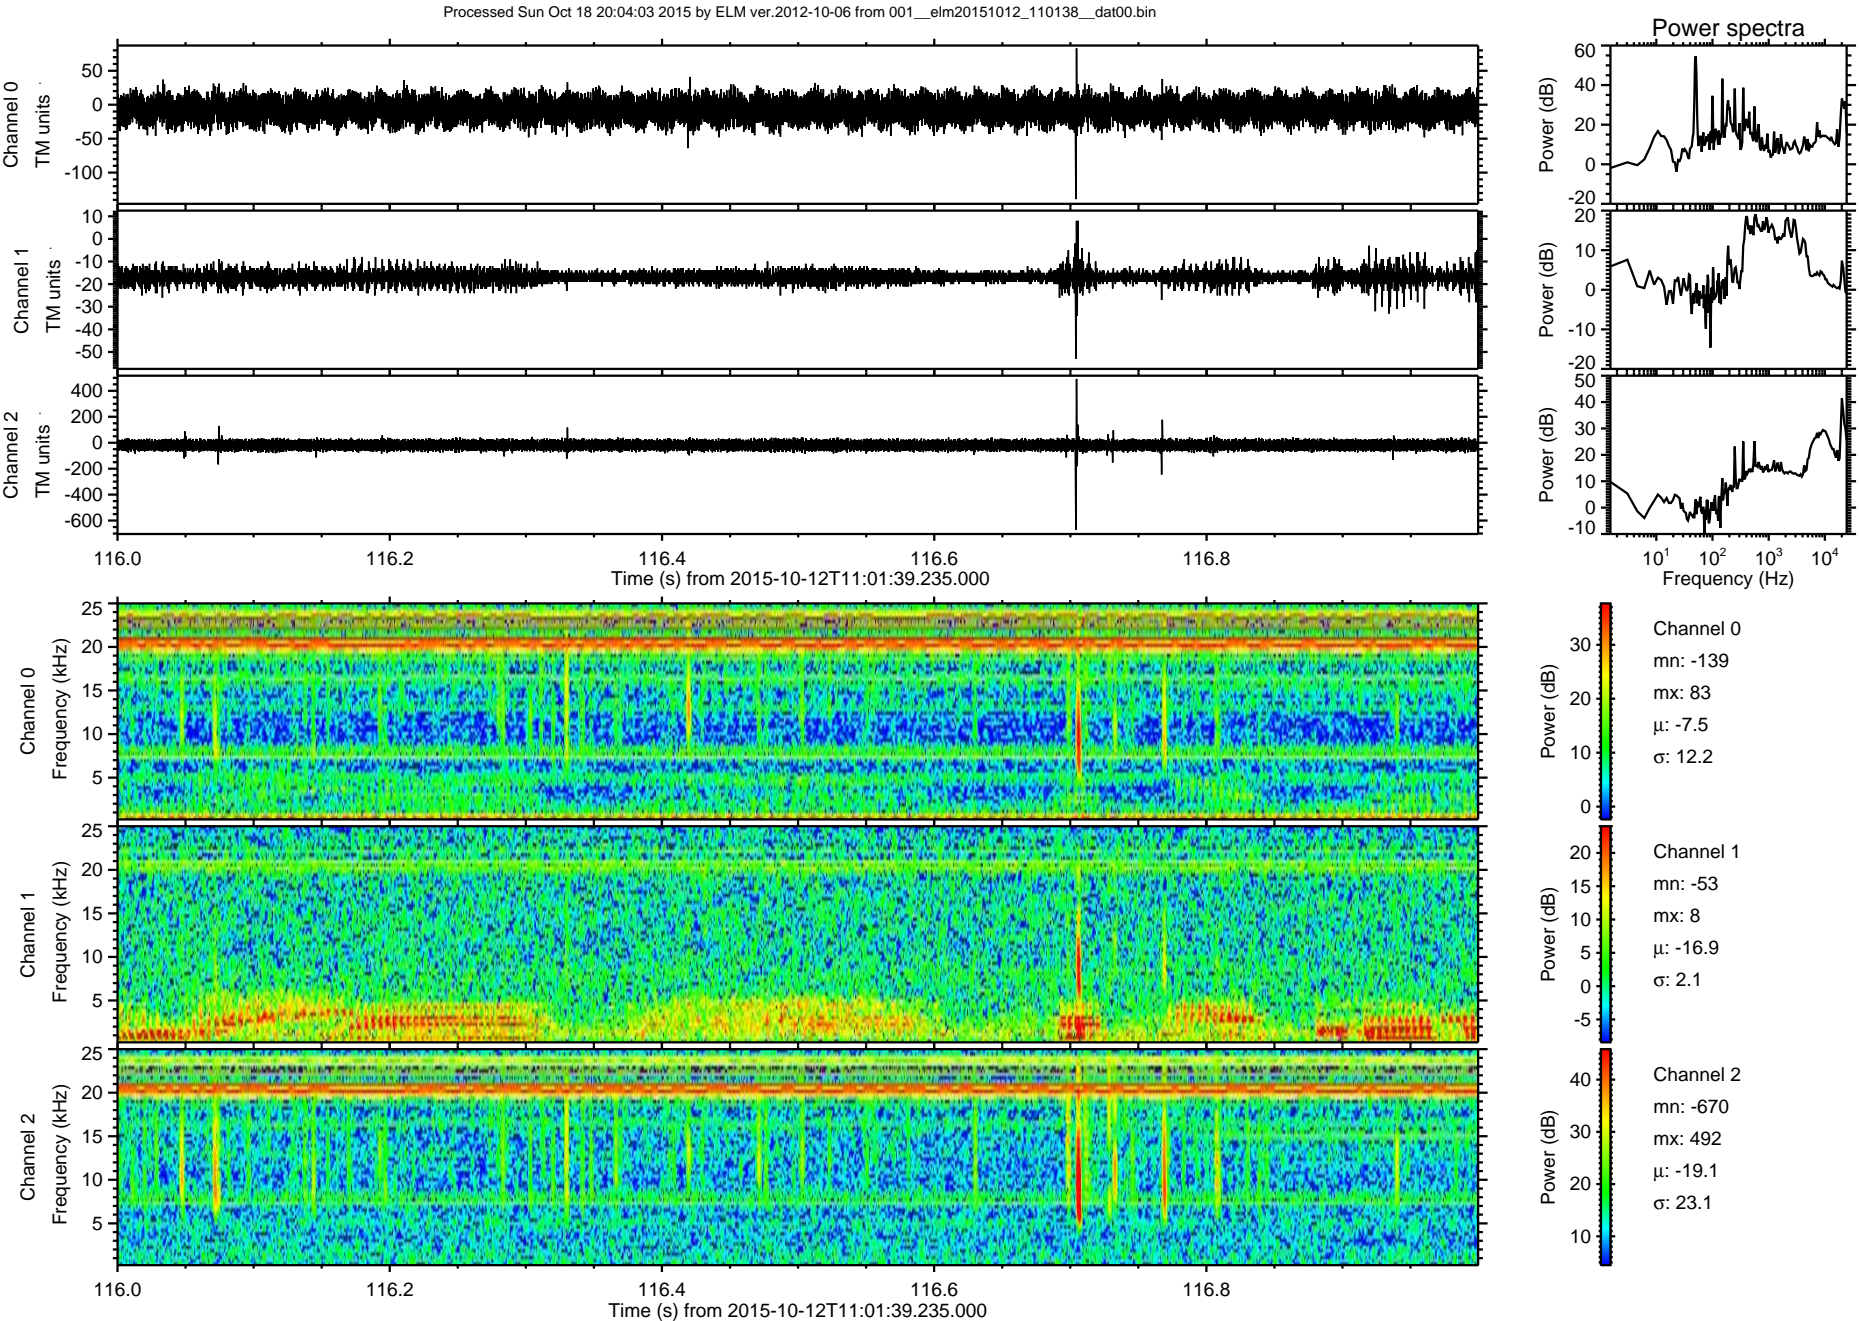 Processed Sun Oct 18 20:04:03 2015 by ELM ver.2012-10-06 from 001__elm20151012_110138__dat00.bin
Power spectra
Channel 0
TM units
50
0
-50
-100
Power (dB)
60
40
20
0
-20
Channel 1
TM units
10
0
-10
-20
-30
-40
-50
Power (dB)
20
10
0
-10
-20
Channel 2
TM units
400
200
0
-200
-400
-600
Power (dB)
50
40
30
20
10
0
-10
116.0 116.2 116.4 116.6 116.8
Time (s) from 2015-10-12T11:01:39.235.000
10¹ 10² 10³ 10⁴
Frequency (Hz)
Channel 0
Frequency (kHz)
25
20
15
10
5
Power (dB)
30
20
10
0
Channel 0
mn: -139
mx: 83
μ: -7.5
σ: 12.2
Channel 1
Frequency (kHz)
25
20
15
10
5
Power (dB)
20
15
10
5
0
-5
Channel 1
mn: -53
mx: 8
μ: -16.9
σ: 2.1
Channel 2
Frequency (kHz)
25
20
15
10
5
Power (dB)
40
30
20
10
Channel 2
mn: -670
mx: 492
μ: -19.1
σ: 23.1
116.0 116.2 116.4 116.6 116.8
Time (s) from 2015-10-12T11:01:39.235.000